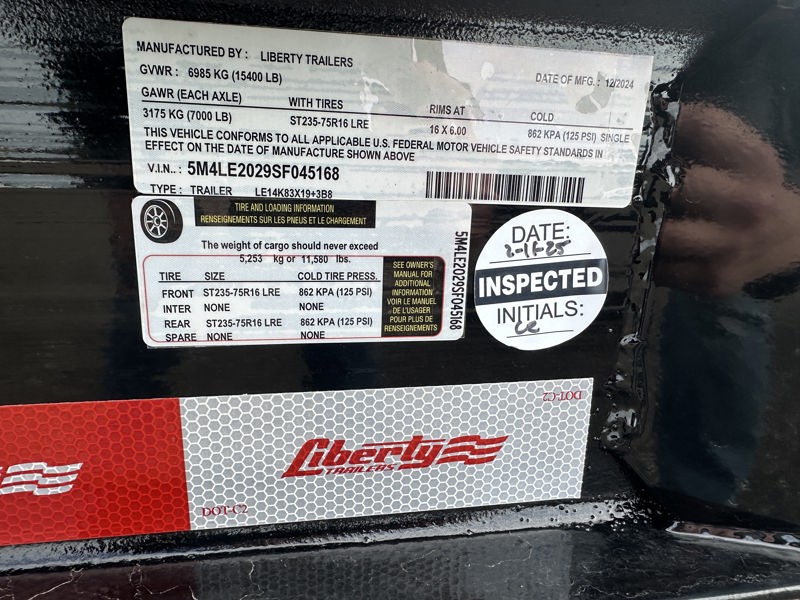 MANUFACTURED BY : LIBERTY TRAILERS
GVWR : 6985 KG (15400 LB)
DATE OF MFG. : 12/2024
GAWR (EACH AXLE) WITH TIRES RIMS AT COLD
3175 KG (7000 LB) ST235-75R16 LRE 16 X 6.00 862 KPA (125 PSI) SINGLE
THIS VEHICLE CONFORMS TO ALL APPLICABLE U.S. FEDERAL MOTOR VEHICLE SAFETY STANDARDS IN
EFFECT ON THE DATE OF MANUFACTURE SHOWN ABOVE
V.I.N.. : 5M4LE2029SF045168
TYPE : TRAILER LE14K83X19+3B8
TIRE AND LOADING INFORMATION
RENSEIGNEMENTS SUR LES PNEUS ET LE CHARGEMENT
The weight of cargo should never exceed
5,253 kg or 11,580 lbs.
TIRE SIZE COLD TIRE PRESS.
FRONT ST235-75R16 LRE 862 KPA (125 PSI)
INTER NONE NONE
REAR ST235-75R16 LRE 862 KPA (125 PSI)
SPARE NONE NONE
SEE OWNER'S
MANUAL FOR
ADDITIONAL
INFORMATION
VOIR LE MANUEL
DE L'USAGER
POUR PLUS DE
RENSEIGNEMENTS
5M4LE2029SF045168
DATE:
2-11-25
INSPECTED
INITIALS:
DOT-C2
Liberty
TRAILERS
DOT-C2